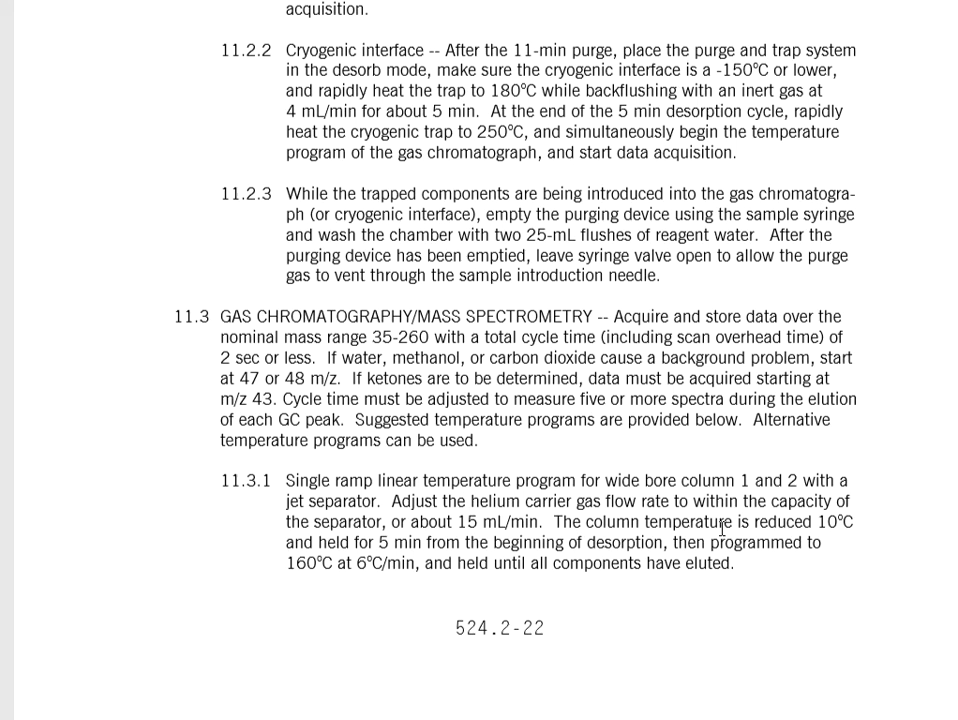 acquisition.
11.2.2 Cryogenic interface -- After the 11-min purge, place the purge and trap system
in the desorb mode, make sure the cryogenic interface is a -150ºC or lower,
and rapidly heat the trap to 180ºC while backflushing with an inert gas at
4 mL/min for about 5 min.  At the end of the 5 min desorption cycle, rapidly
heat the cryogenic trap to 250ºC, and simultaneously begin the temperature
program of the gas chromatograph, and start data acquisition.
11.2.3 While the trapped components are being introduced into the gas chromatogra-
ph (or cryogenic interface), empty the purging device using the sample syringe
and wash the chamber with two 25-mL flushes of reagent water.  After the
purging device has been emptied, leave syringe valve open to allow the purge
gas to vent through the sample introduction needle.
11.3 GAS CHROMATOGRAPHY/MASS SPECTROMETRY -- Acquire and store data over the
nominal mass range 35-260 with a total cycle time (including scan overhead time) of
2 sec or less.  If water, methanol, or carbon dioxide cause a background problem, start
at 47 or 48 m/z.  If ketones are to be determined, data must be acquired starting at
m/z 43. Cycle time must be adjusted to measure five or more spectra during the elution
of each GC peak.  Suggested temperature programs are provided below.  Alternative
temperature programs can be used.
11.3.1 Single ramp linear temperature program for wide bore column 1 and 2 with a
jet separator.  Adjust the helium carrier gas flow rate to within the capacity of
the separator, or about 15 mL/min.  The column temperature is reduced 10ºC
and held for 5 min from the beginning of desorption, then programmed to
160ºC at 6ºC/min, and held until all components have eluted.
524.2-22